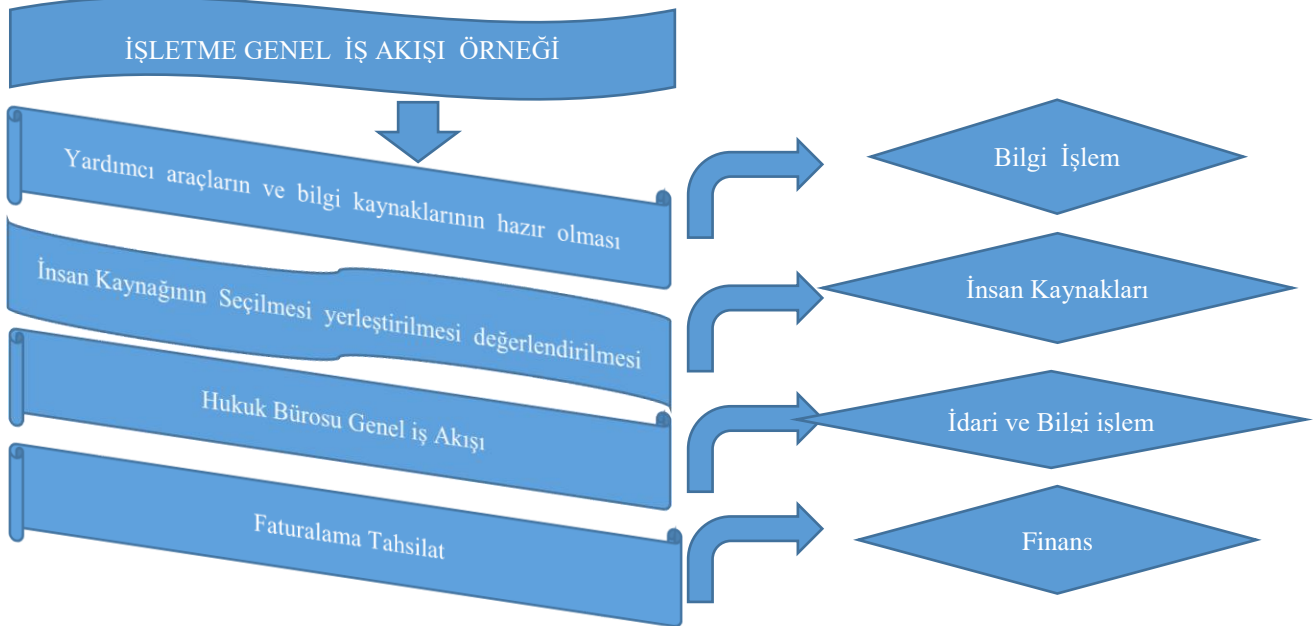 İŞLETME GENEL İŞ AKIŞI ÖRNEĞİ
Yardımcı araçların ve bilgi kaynaklarının hazır olması
Bilgi İşlem
İnsan Kaynağının Seçilmesi yerleştirilmesi değerlendirilmesi
İnsan Kaynakları
Hukuk Bürosu Genel iş Akışı
İdari ve Bilgi işlem
Faturalama Tahsilat
Finans